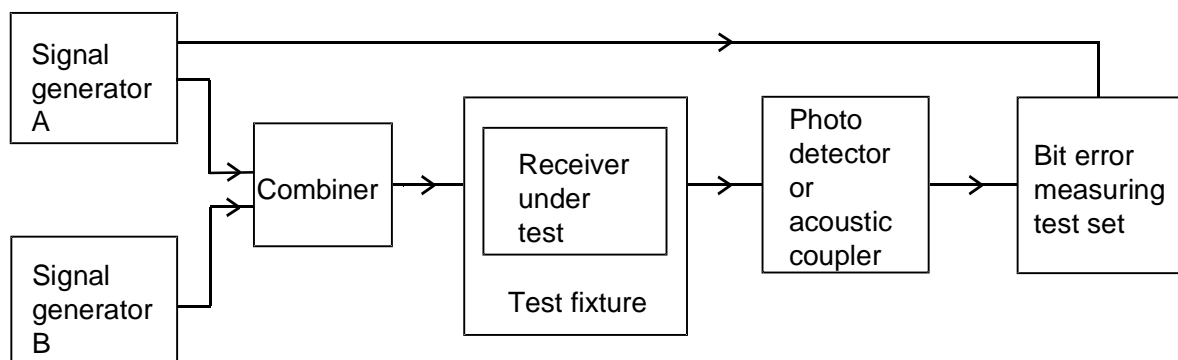 Signal
generator
A
Combiner
Signal
generator
B
Receiver
under
test
Test fixture
Photo
detector
or
acoustic
coupler
Bit error
measuring
test set